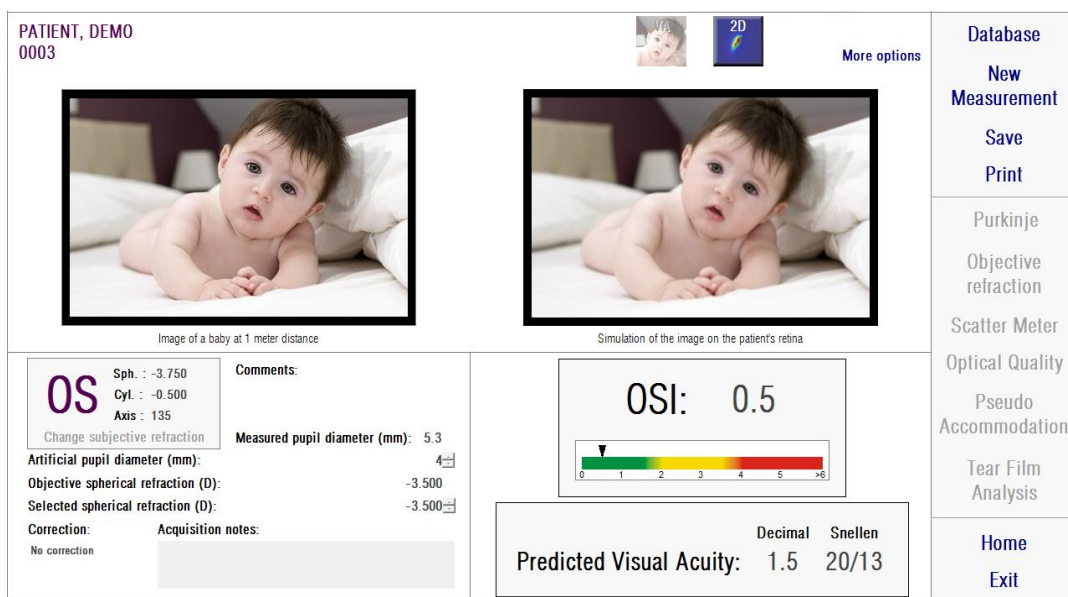 PATIENT, DEMO
0003
VA
2D
More options
Image of a baby at 1 meter distance
Simulation of the image on the patient's retina
OS
Sph. : -3.750
Cyl. : -0.500
Axis : 135
Change subjective refraction
Comments:
Measured pupil diameter (mm): 5.3
Artificial pupil diameter (mm): 4
Objective spherical refraction (D): -3.500
Selected spherical refraction (D): -3.500
Correction: Acquisition notes:
No correction
OSI: 0.5
0 1 2 3 4 5 >6
Decimal Snellen
Predicted Visual Acuity: 1.5 20/13
Database
New
Measurement
Save
Print
Purkinje
Objective
refraction
Scatter Meter
Optical Quality
Pseudo
Accommodation
Tear Film
Analysis
Home
Exit